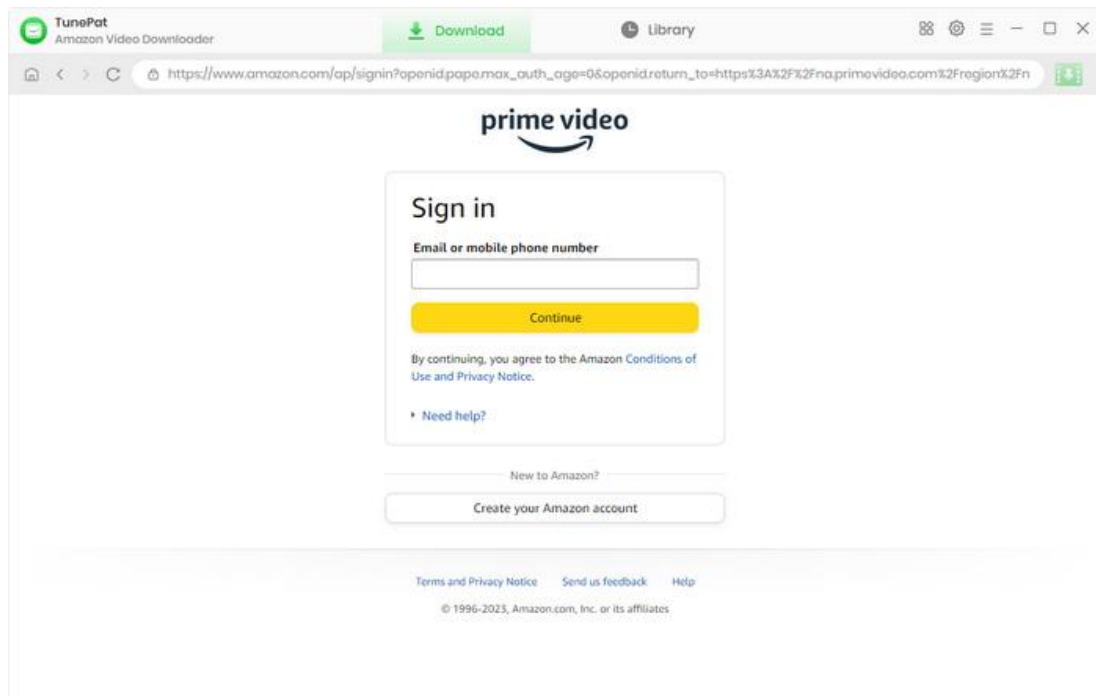 TunePat
Amazon Video Downloader
Download
Library
https://www.amazon.com/ap/signin?openid.pape.max_auth_age=0&openid.return_to=https%3A%2F%2Fna.primevideo.com%2Fregion%2Fn
prime video
Sign in
Email or mobile phone number
Continue
By continuing, you agree to the Amazon Conditions of
Use and Privacy Notice.
Need help?
New to Amazon?
Create your Amazon account
Terms and Privacy Notice Send us feedback Help
© 1996-2023, Amazon.com, Inc. or its affiliates